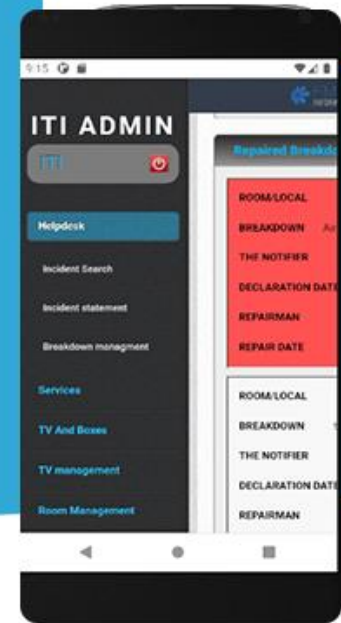 9:15
ITI ADMIN
ITI
Helpdesk
Incident Search
Incident statement
Breakdown managment
Services
TV And Boxes
TV management
Room Management
Repaired Breakdo
ROOM/LOCAL
BREAKDOWN
THE NOTIFIER
DECLARATION DATE
REPAIRMAN
REPAIR DATE
ROOM/LOCAL
BREAKDOWN
THE NOTIFIER
DECLARATION DATE
REPAIRMAN